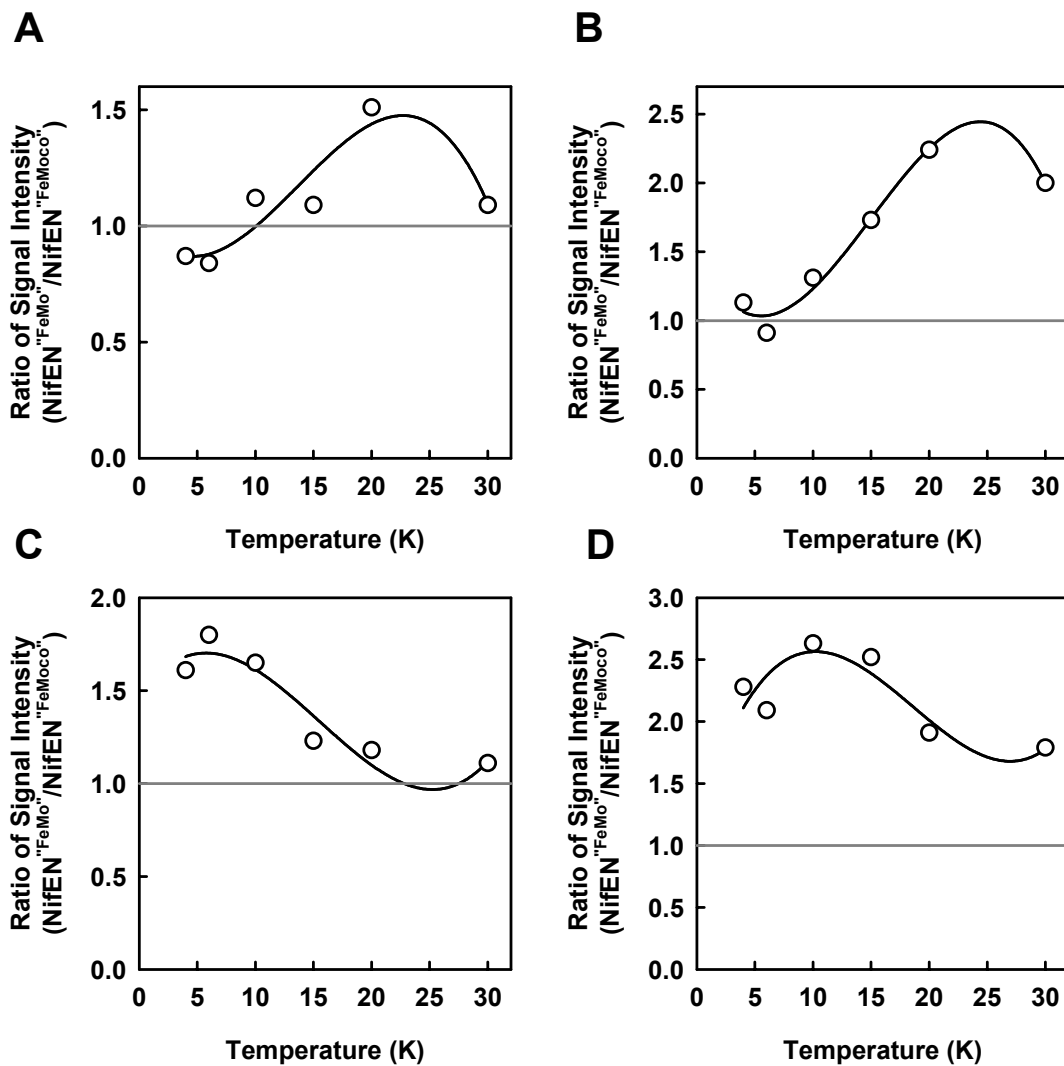 A
Ratio of Signal Intensity
(NifEN"FeMo"/NifEN"FeMoco")
1.5
1.0
0.5
0.0
0 5 10 15 20 25 30
Temperature (K)
B
Ratio of Signal Intensity
(NifEN"FeMo"/NifEN"FeMoco")
2.5
2.0
1.5
1.0
0.5
0.0
0 5 10 15 20 25 30
Temperature (K)
C
Ratio of Signal Intensity
(NifEN"FeMo"/NifEN"FeMoco")
2.0
1.5
1.0
0.5
0.0
0 5 10 15 20 25 30
Temperature (K)
D
Ratio of Signal Intensity
(NifEN"FeMo"/NifEN"FeMoco")
3.0
2.5
2.0
1.5
1.0
0.5
0.0
0 5 10 15 20 25 30
Temperature (K)